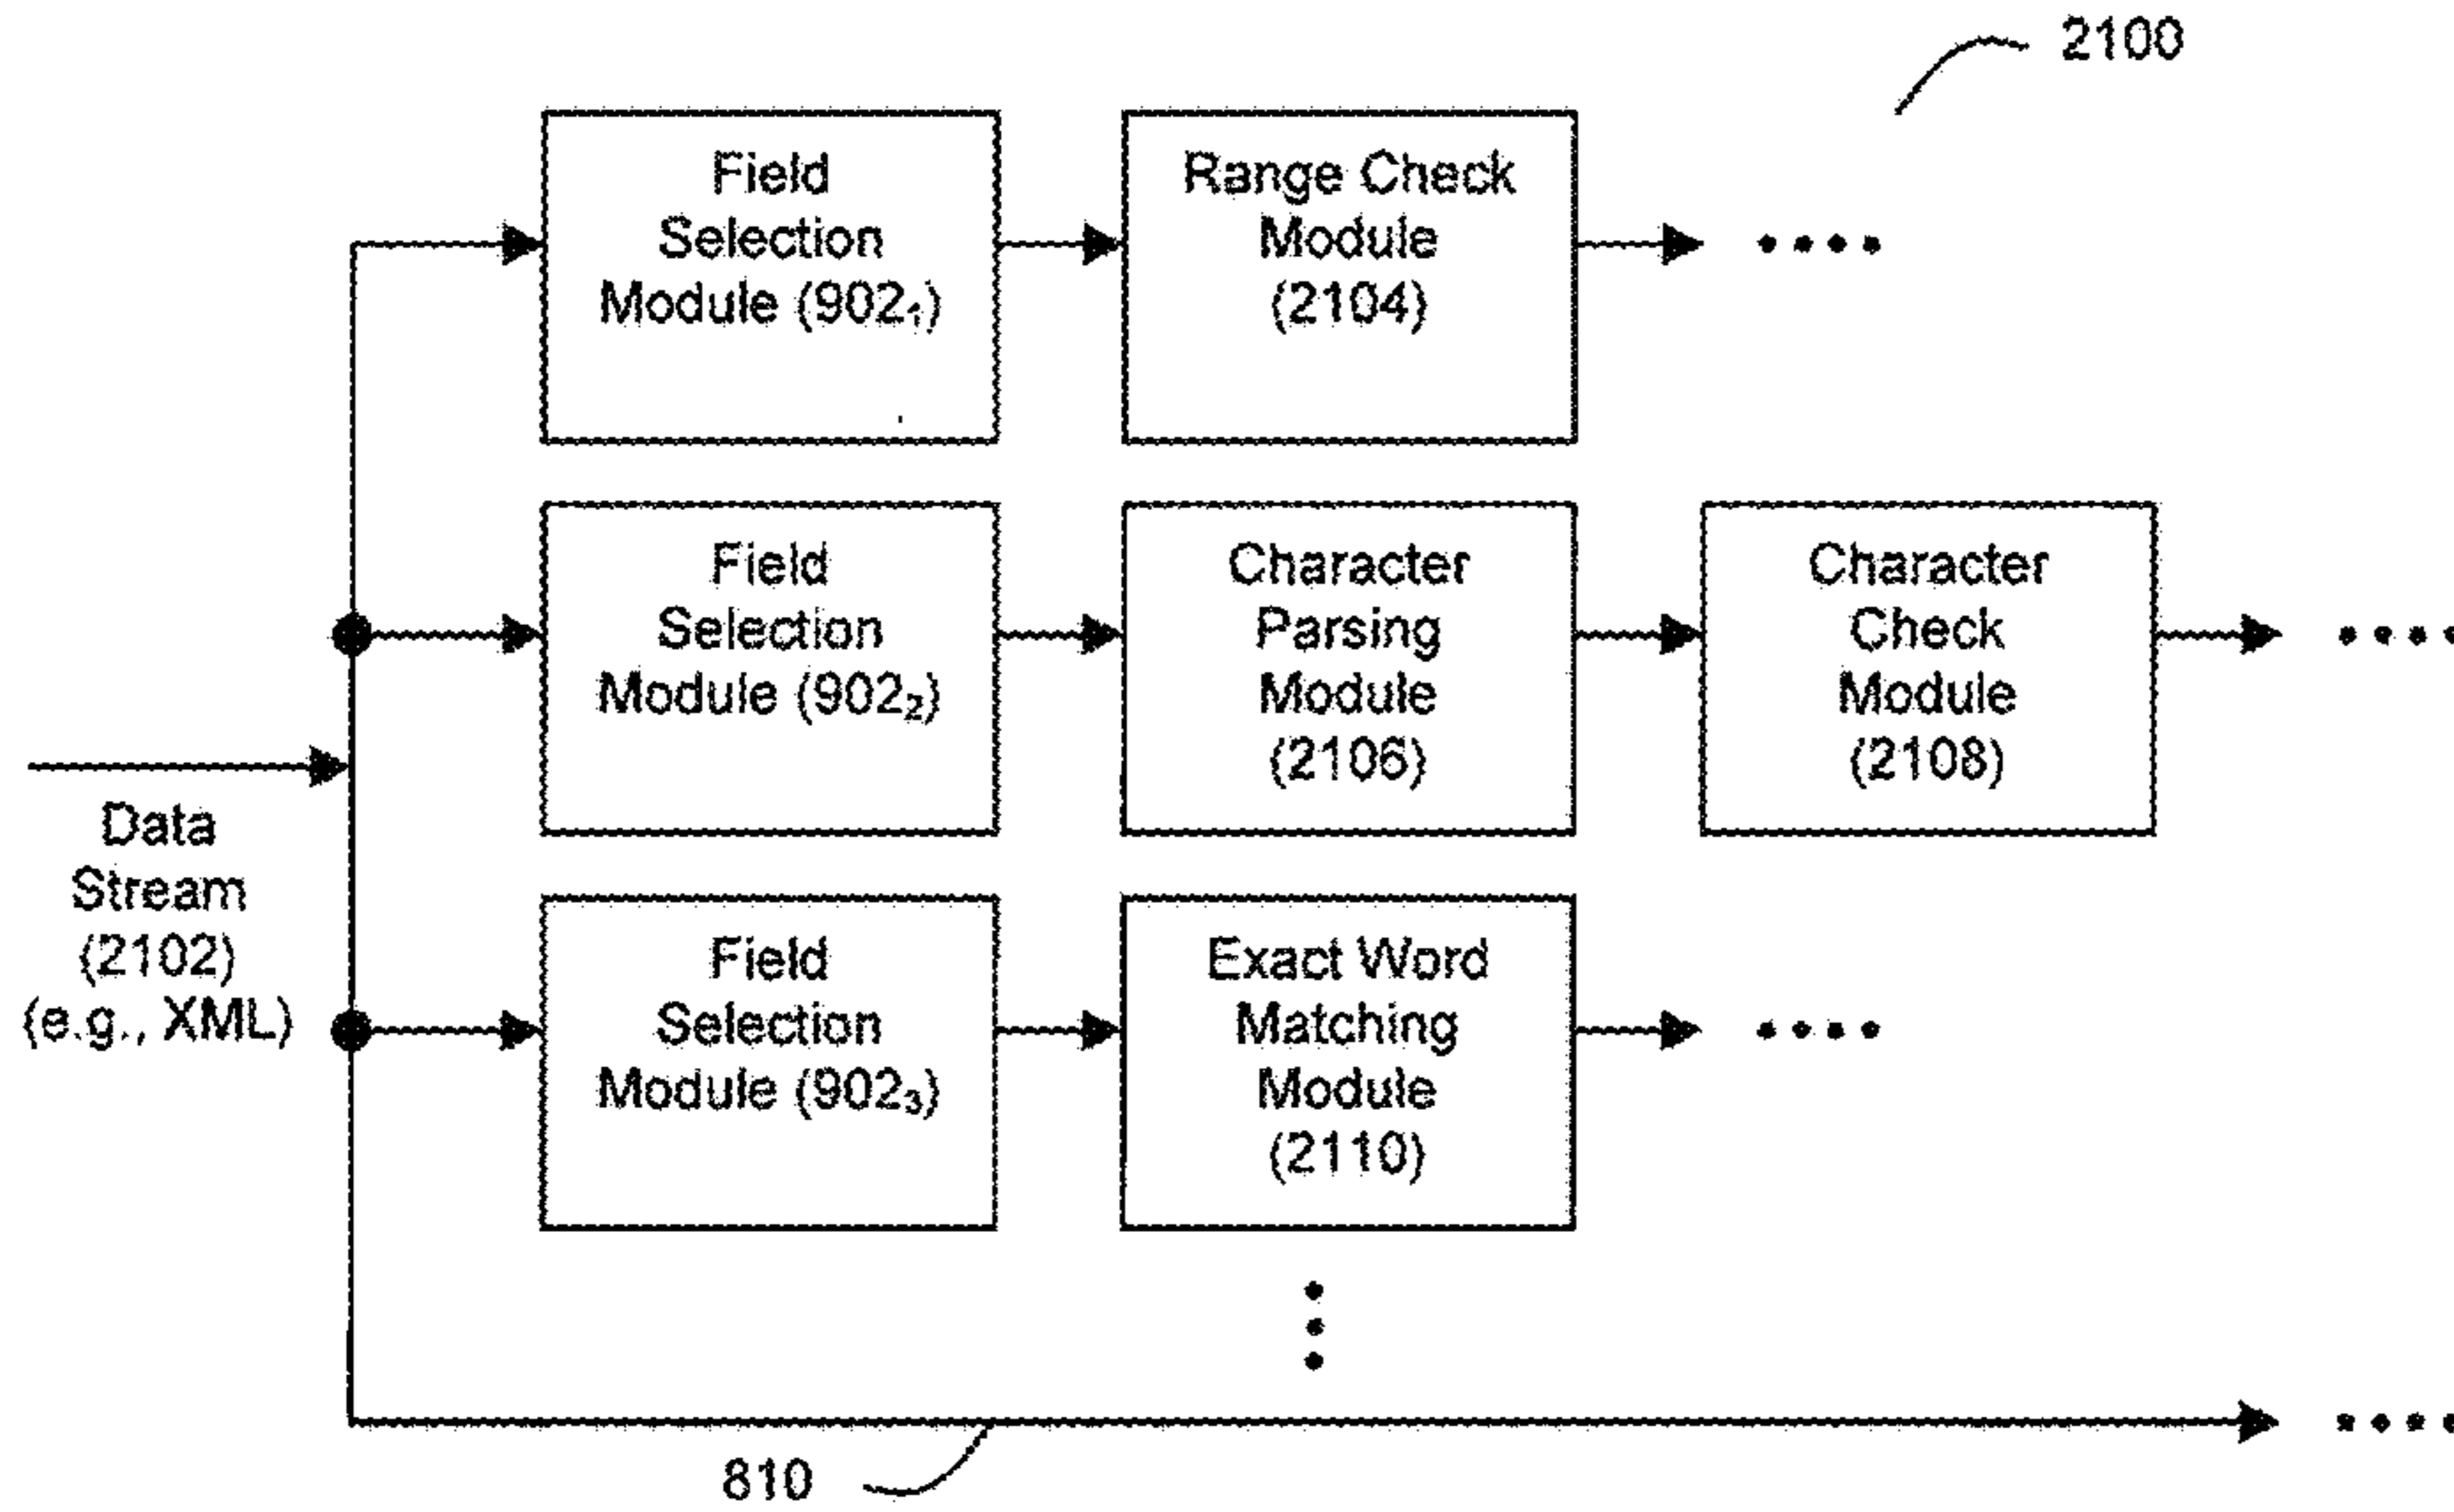 2100
Field
Selection
Module (902₁)
Range Check
Module
(2104)
Field
Selection
Module (902₂)
Character
Parsing
Module
(2106)
Character
Check
Module
(2108)
Data
Stream
(2102)
(e.g., XML)
Field
Selection
Module (902₃)
Exact Word
Matching
Module
(2110)
810